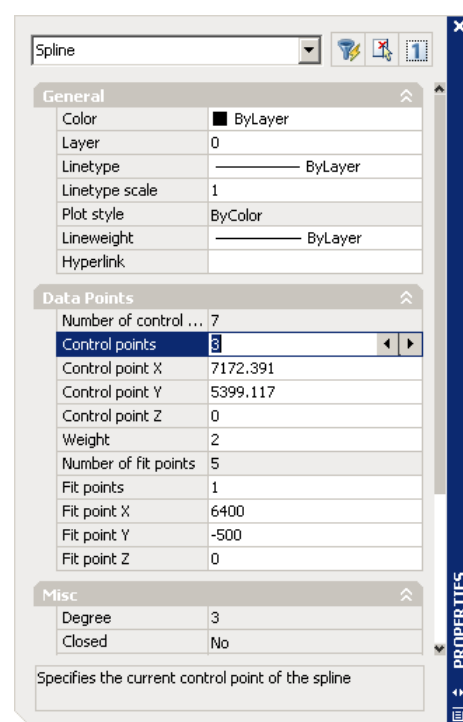 Spline
1
General
Color ByLayer
Layer 0
Linetype ByLayer
Linetype scale 1
Plot style ByColor
Lineweight ByLayer
Hyperlink
Data Points
Number of control ... 7
Control points 3
Control point X 7172.391
Control point Y 5399.117
Control point Z 0
Weight 2
Number of fit points 5
Fit points 1
Fit point X 6400
Fit point Y -500
Fit point Z 0
Misc
Degree 3
Closed No
Specifies the current control point of the spline
PROPERTIES